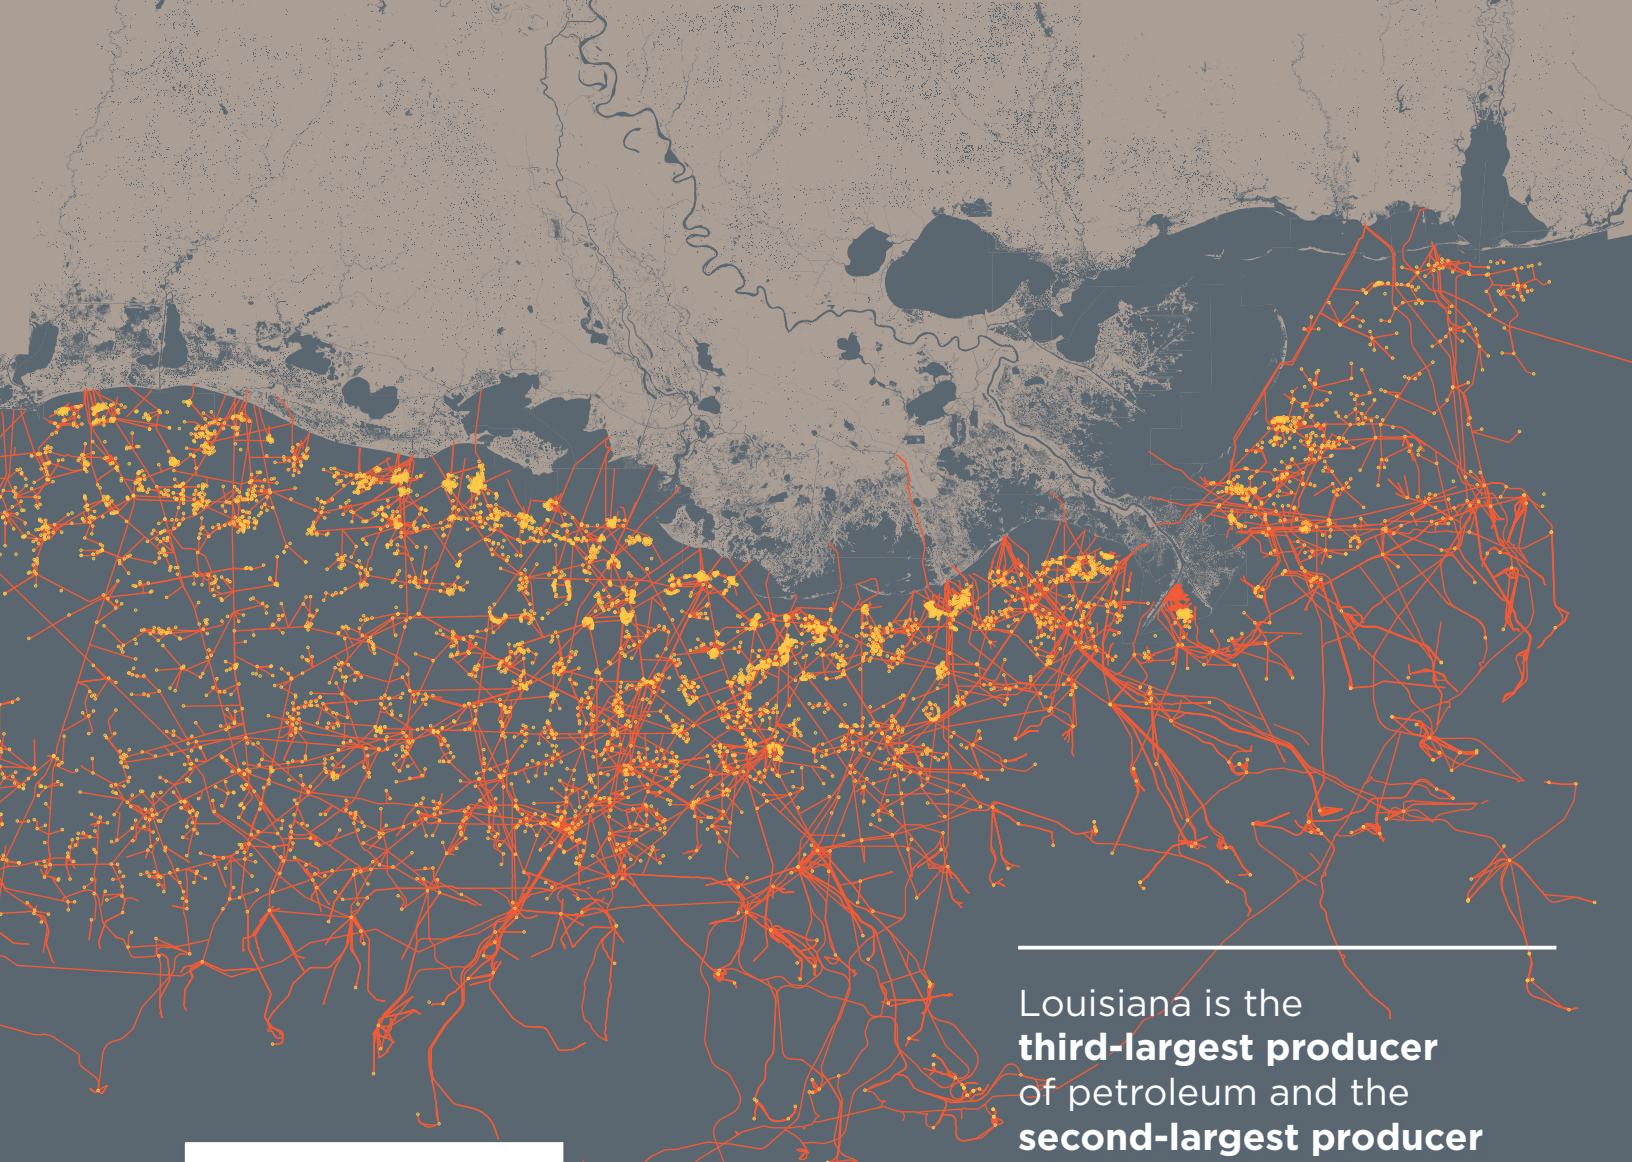 Louisiana is the
third-largest producer
of petroleum and the
second-largest producer